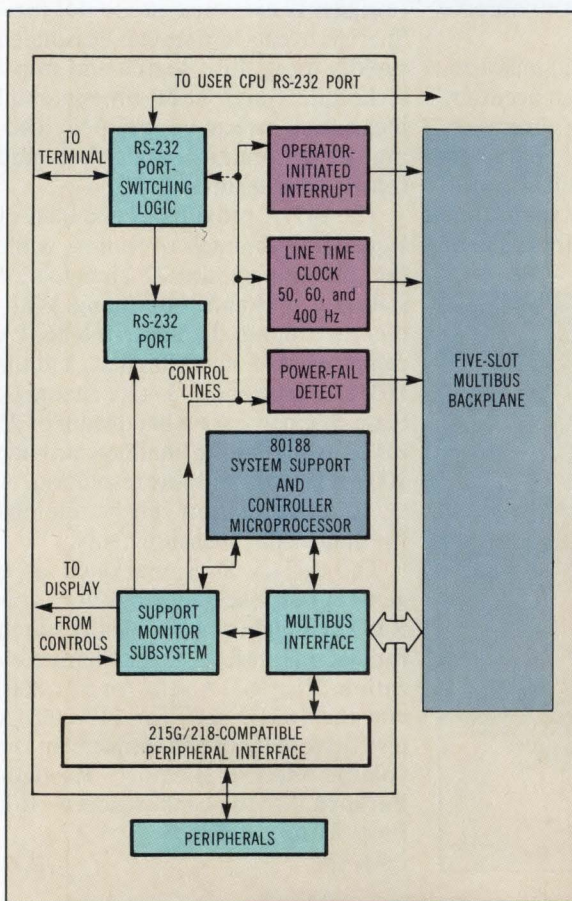 TO USER CPU RS-232 PORT
TO
TERMINAL
RS-232
PORT-
SWITCHING
LOGIC
OPERATOR-
INITIATED
INTERRUPT
LINE TIME
CLOCK
50, 60, and
400 Hz
RS-232
PORT
CONTROL
LINES
POWER-FAIL
DETECT
FIVE-SLOT
MULTIBUS
BACKPLANE
80188
SYSTEM SUPPORT
AND
CONTROLLER
MICROPROCESSOR
TO
DISPLAY
FROM
CONTROLS
SUPPORT
MONITOR
SUBSYSTEM
MULTIBUS
INTERFACE
215G/218-COMPATIBLE
PERIPHERAL INTERFACE
PERIPHERALS